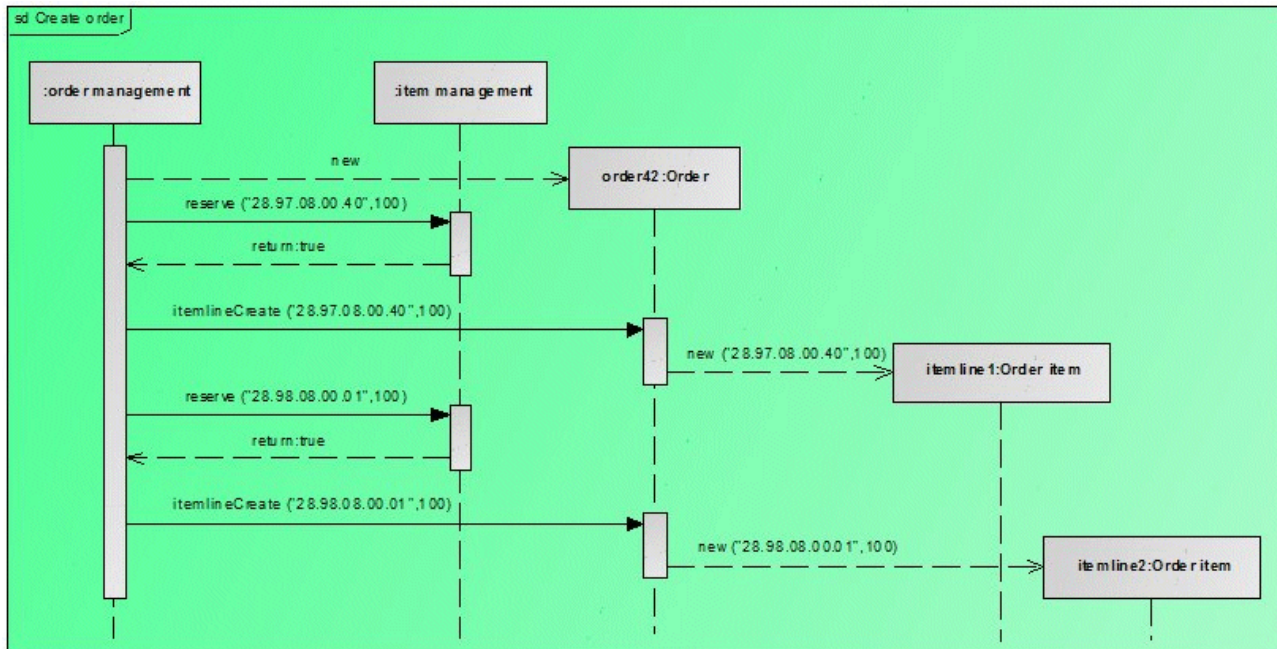 sd Create order
:order management
:item management
new
order42:Order
reserve ("28.97.08.00.40",100)
return:true
itemlineCreate ("28.97.08.00.40",100)
new ("28.97.08.00.40",100)
itemline1:Order item
reserve ("28.98.08.00.01",100)
return:true
itemlineCreate ("28.98.08.00.01",100)
new ("28.98.08.00.01",100)
itemline2:Order item